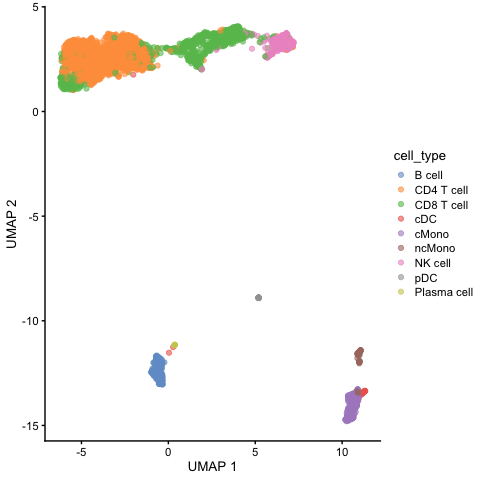 5
0
-5
-10
-15
UMAP 2
-5
0
5
10
UMAP 1
cell_type
B cell
CD4 T cell
CD8 T cell
cDC
cMono
ncMono
NK cell
pDC
Plasma cell